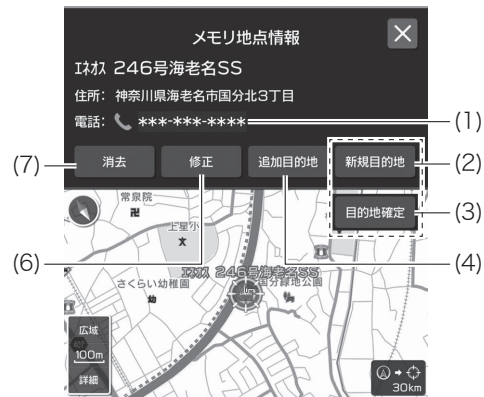 メモリ地点情報
エネオス 246号海老名SS
住所： 神奈川県海老名市国分北3丁目
電話： ***-***-****
(1)
消去 修正 追加目的地 新規目的地
(7)
(2)
目的地確定
(3)
常泉院
上星小
文
(6)
(4)
エネオス 246号海老名SS
さくらい幼稚園
幼
国分緑地公園
広域
407
100m
詳細
30km